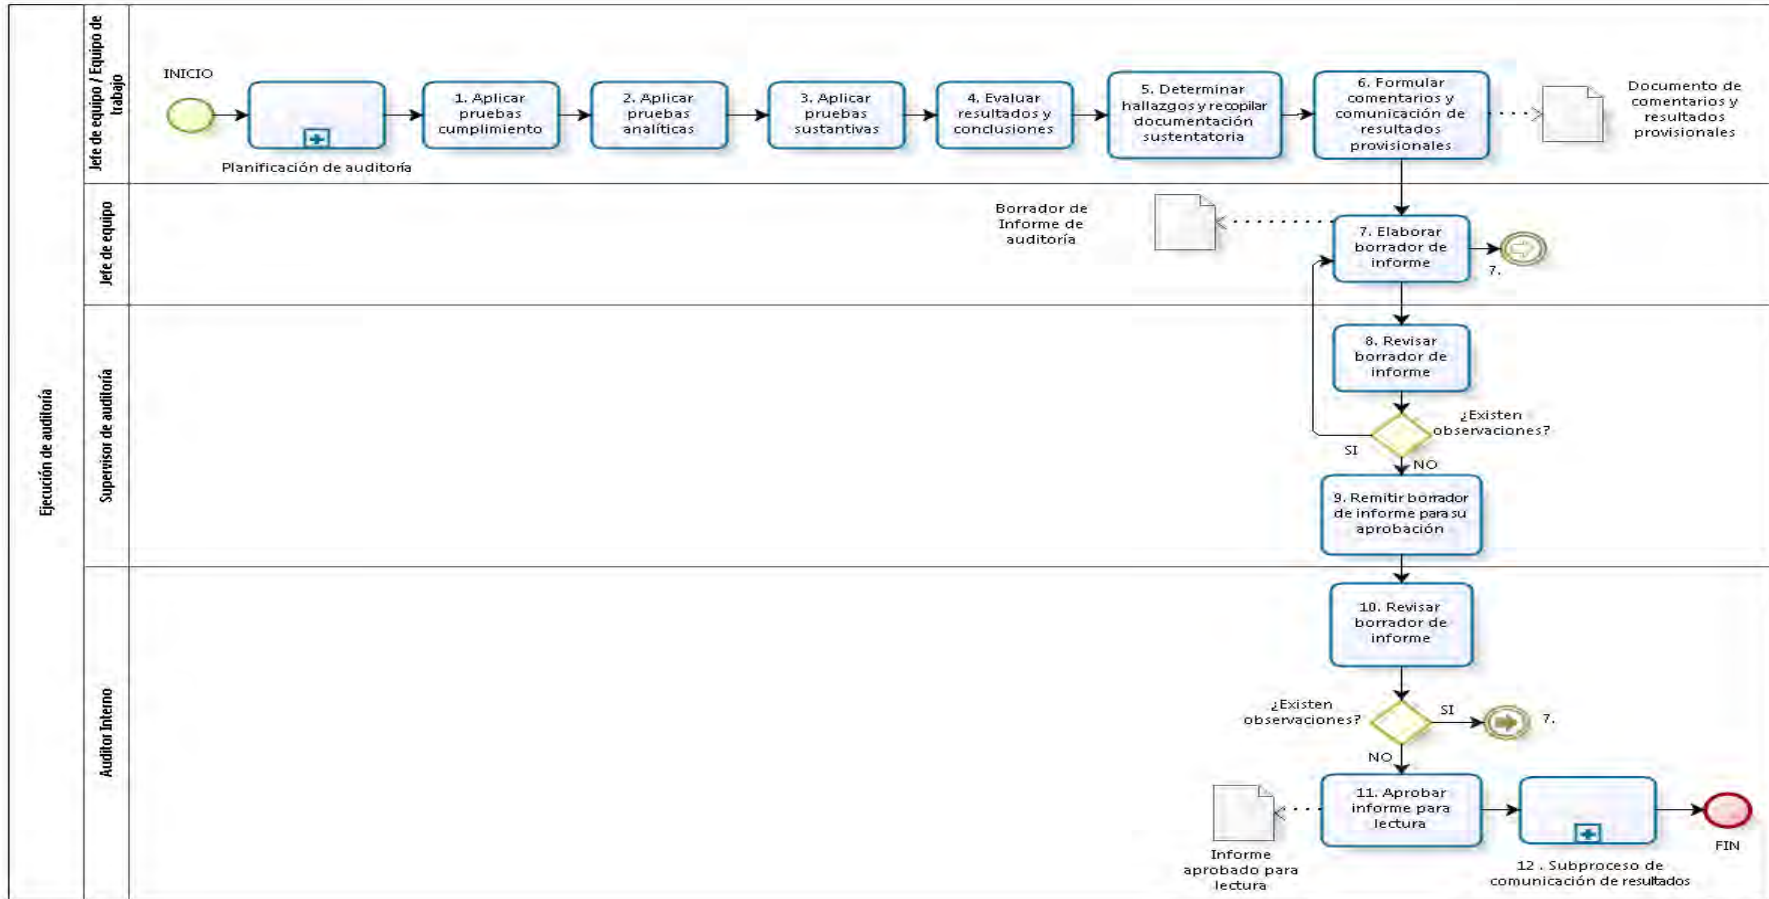 Ejecución de auditoría
Jefe de equipo / Equipo de
trabajo
INICIO
Planificación de auditoría
1. Aplicar
pruebas
cumplimiento
2. Aplicar
pruebas
analíticas
3. Aplicar
pruebas
sustantivas
4. Evaluar
resultados y
conclusiones
5. Determinar
hallazgos y recopilar
documentación
sustentatoria
6. Formular
comentarios y
comunicación de
resultados
provisionales
Documento de
comentarios y
resultados
provisionales
Jefe de equipo
Borrador de
Informe de
auditoría
7. Elaborar
borrador de
informe
7.
Supervisor de auditoría
8. Revisar
borrador de
informe
¿Existen
observaciones?
SI
NO
9. Remitir borrador
de informe para su
aprobación
Auditor Interno
10. Revisar
borrador de
informe
¿Existen
observaciones?
SI
7.
NO
11. Aprobar
informe para
lectura
Informe
aprobado para
lectura
12 . Subproceso de
comunicación de resultados
FIN